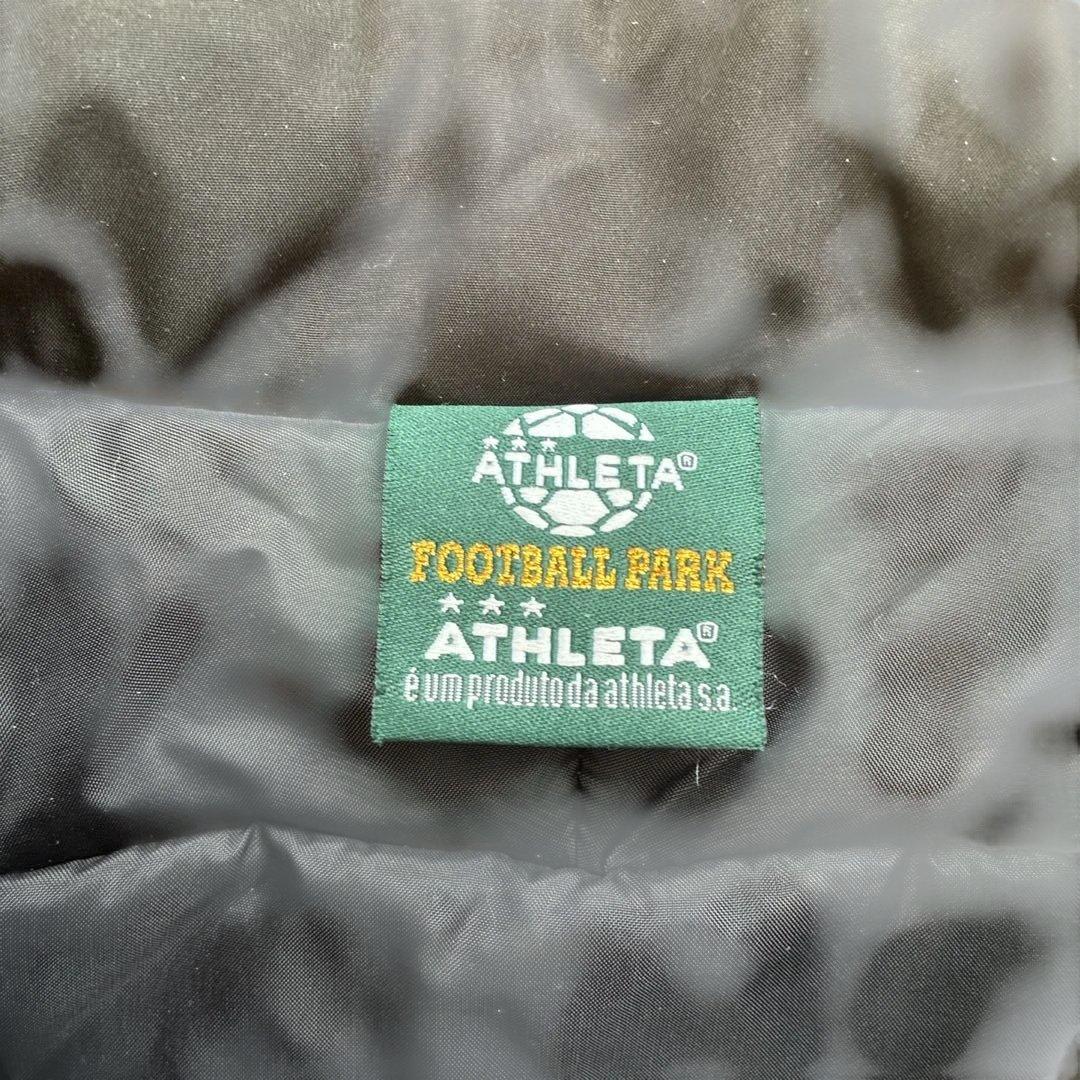 ATHLETA®
FOOTBALL PARK
ATHLETA®
é um produto da athleta s.a.